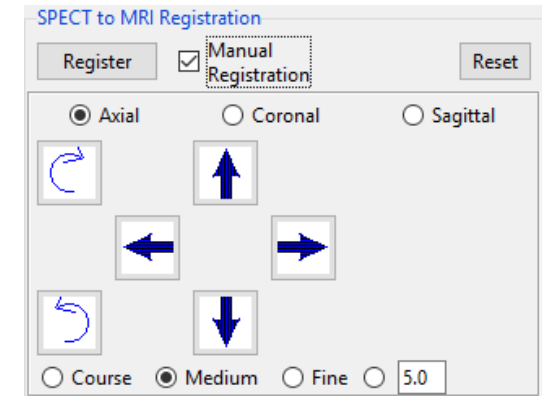 SPECT to MRI Registration
Register Manual Registration Reset
Axial Coronal Sagittal
Course Medium Fine 5.0